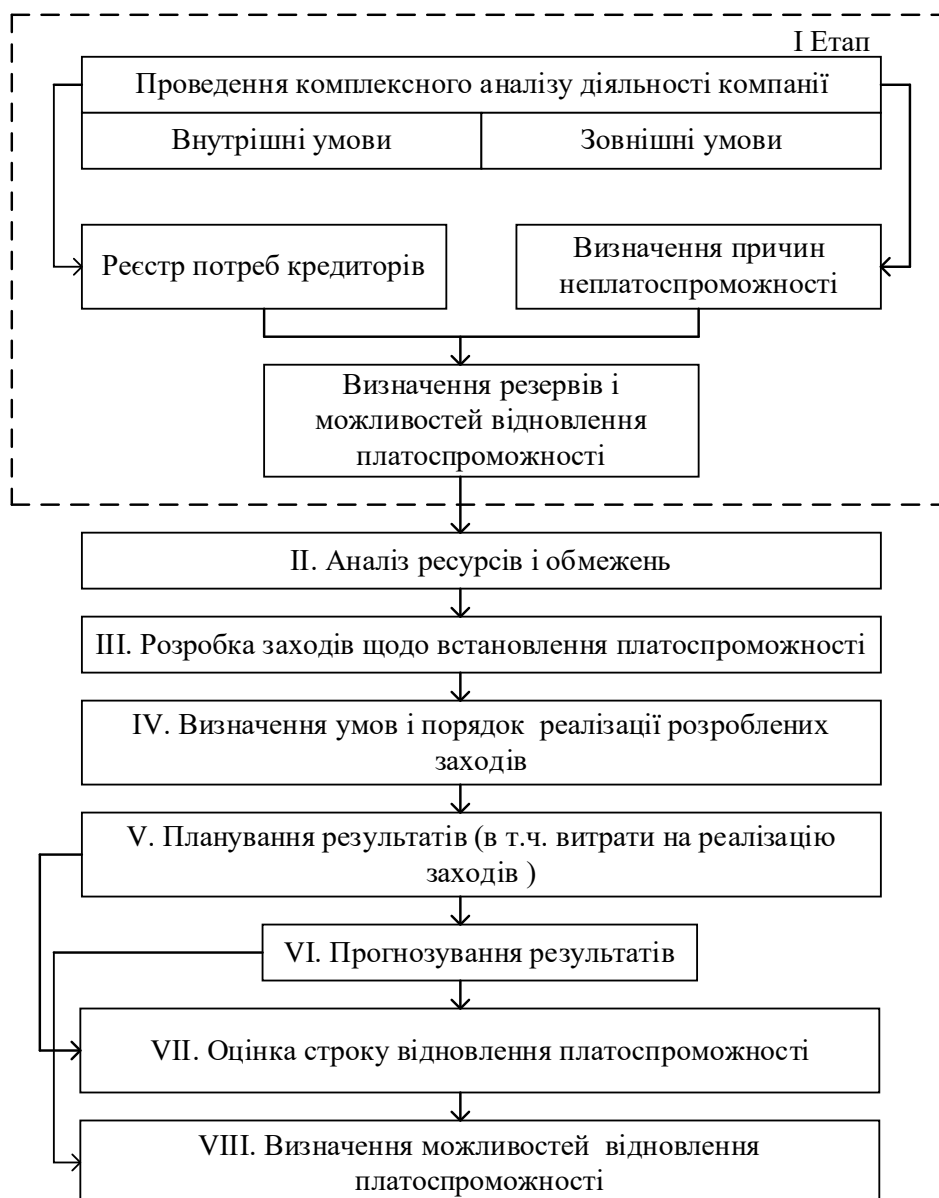 I Етап
Проведення комплексного аналізу діяльності компанії
Внутрішні умови
Зовнішні умови
Реєстр потреб кредиторів
Визначення причин
неплатоспроможності
Визначення резервів і
можливостей відновлення
платоспроможності
II. Аналіз ресурсів і обмежень
III. Розробка заходів щодо встановлення платоспроможності
IV. Визначення умов і порядок реалізації розроблених
заходів
V. Планування результатів (в т.ч. витрати на реалізацію
заходів )
VI. Прогнозування результатів
VII. Оцінка строку відновлення платоспроможності
VIII. Визначення можливостей відновлення
платоспроможності